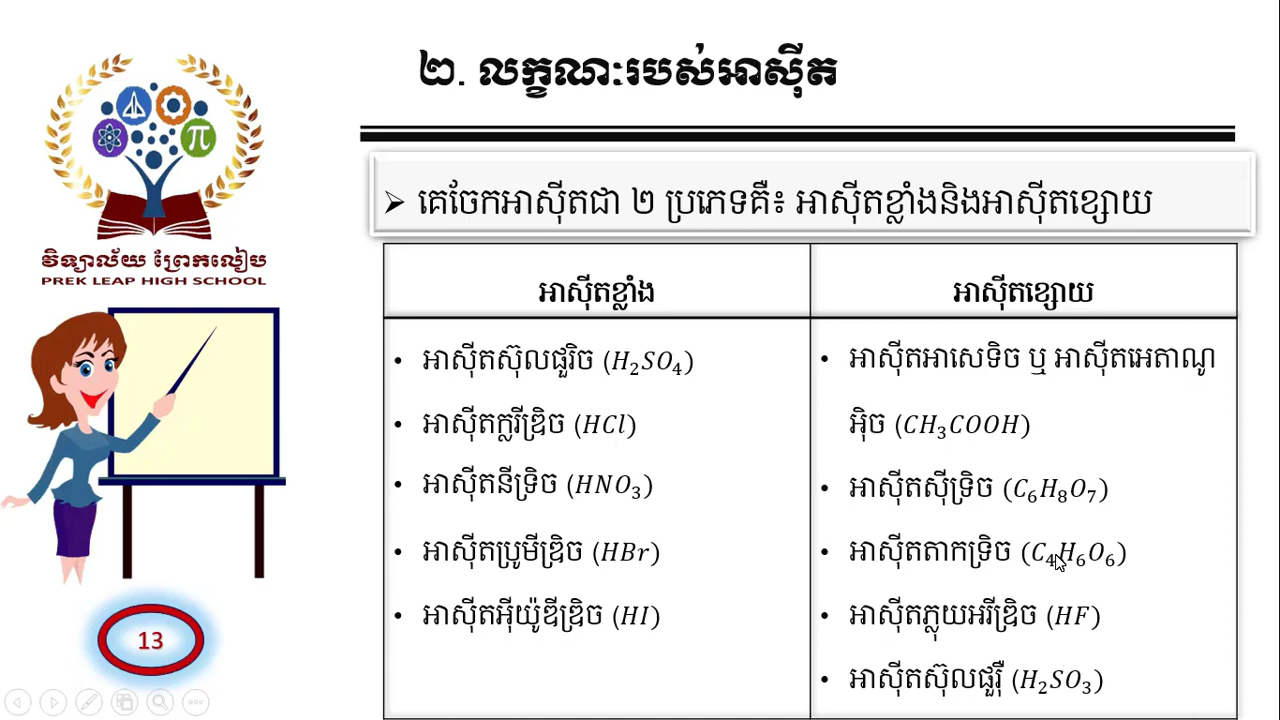 ២. លក្ខណៈរបស់អាស៊ីត
វិទ្យាល័យ ព្រែកលៀប
PREK LEAP HIGH SCHOOL
π
➢ គេចែកអាស៊ីតជា ២ ប្រភេទគឺ៖ អាស៊ីតខ្លាំងនិងអាស៊ីតខ្សោយ
អាស៊ីតខ្លាំង
• អាស៊ីតស៊ុលផួរិច (H₂SO₄)
• អាស៊ីតក្លរីឌ្រិច (HCl)
• អាស៊ីតនីទ្រិច (HNO₃)
• អាស៊ីតប្រូមីឌ្រិច (HBr)
• អាស៊ីតអ៊ីយ៉ូឌីឌ្រិច (HI)
អាស៊ីតខ្សោយ
• អាស៊ីតអាសេទិច ឬ អាស៊ីតអេតាណូ
អ៊ិច (CH₃COOH)
• អាស៊ីតស៊ីទ្រិច (C₆H₈O₇)
• អាស៊ីតតាកទ្រិច (C₄H₆O₆)
• អាស៊ីតភ្លុយអរីឌ្រិច (HF)
• អាស៊ីតស៊ុលផួរ៉ឺ (H₂SO₃)
13